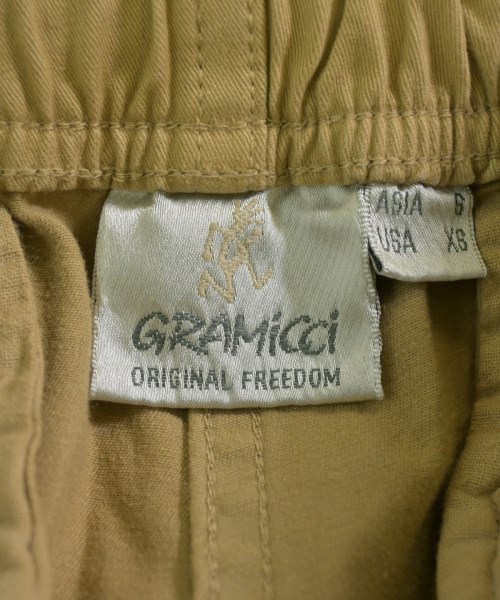 GRAMiCCi
ORIGINAL FREEDOM
ASIA S
USA XS